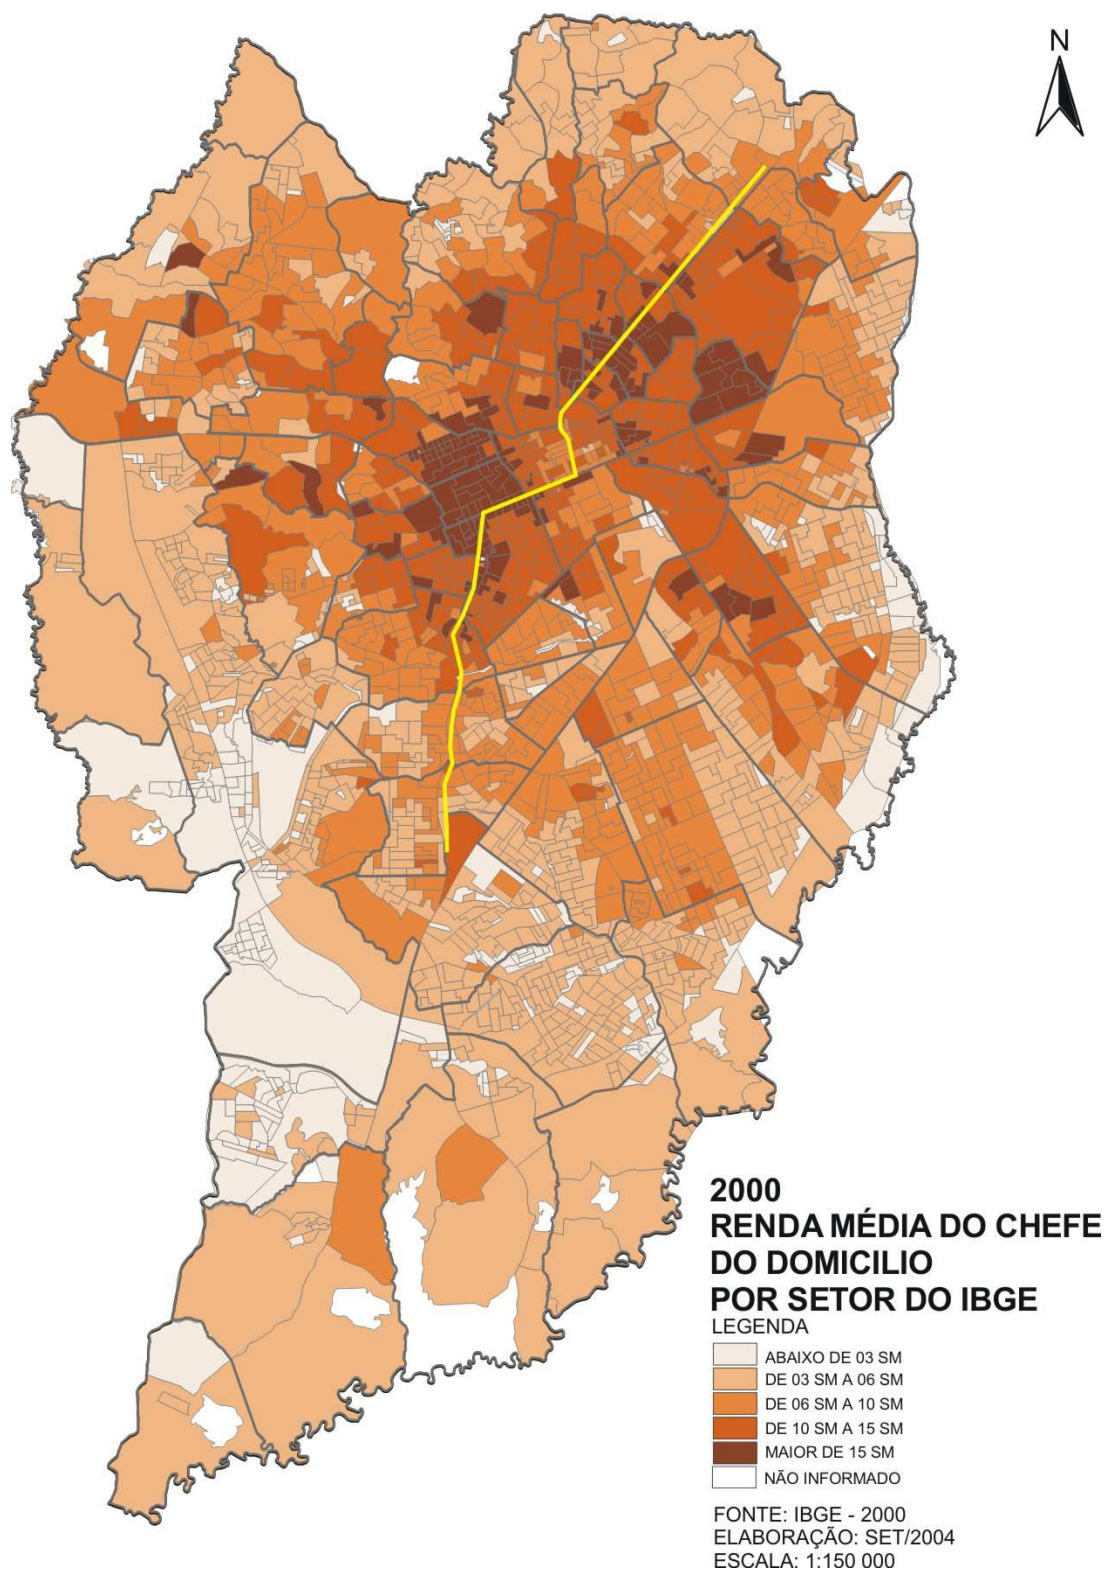 N
2000
RENDA MÉDIA DO CHEFE
DO DOMICILIO
POR SETOR DO IBGE
LEGENDA
ABAIXO DE 03 SM
DE 03 SM A 06 SM
DE 06 SM A 10 SM
DE 10 SM A 15 SM
MAIOR DE 15 SM
NÃO INFORMADO
FONTE: IBGE - 2000
ELABORAÇÃO: SET/2004
ESCALA: 1:150 000